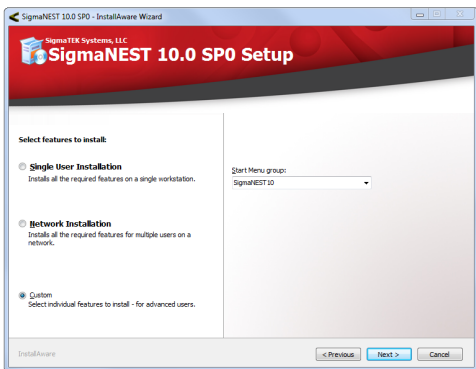 SigmaNEST 10.0 SP0 - InstallAware Wizard
SigmaTEK Systems, LLC
SigmaNEST 10.0 SP0 Setup
Select features to install:
Single User Installation
Installs all the required features on a single workstation.
Start Menu group:
SigmaNEST10
Network Installation
Installs all the required features for multiple users on a
network.
Custom
Select individual features to install - for advanced users.
InstallAware
< Previous
Next >
Cancel